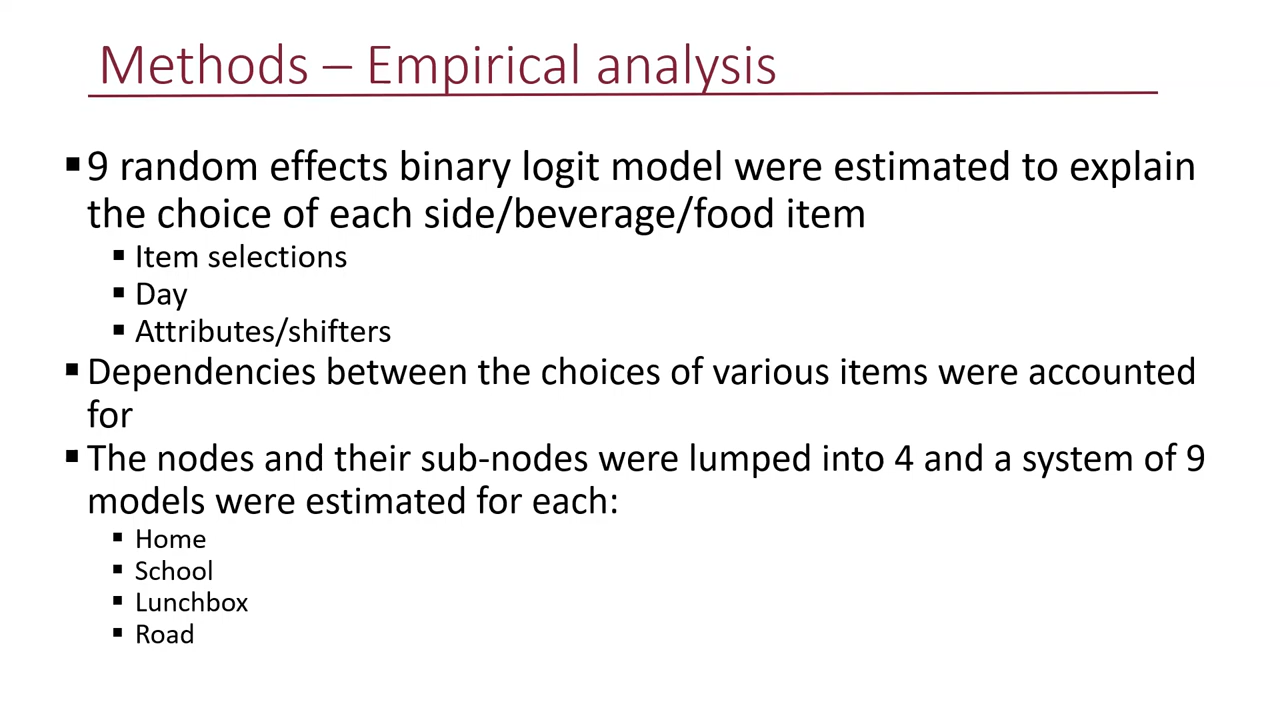 Methods – Empirical analysis
▪ 9 random effects binary logit model were estimated to explain
the choice of each side/beverage/food item
▪ Item selections
▪ Day
▪ Attributes/shifters
▪ Dependencies between the choices of various items were accounted
for
▪ The nodes and their sub-nodes were lumped into 4 and a system of 9
models were estimated for each:
▪ Home
▪ School
▪ Lunchbox
▪ Road